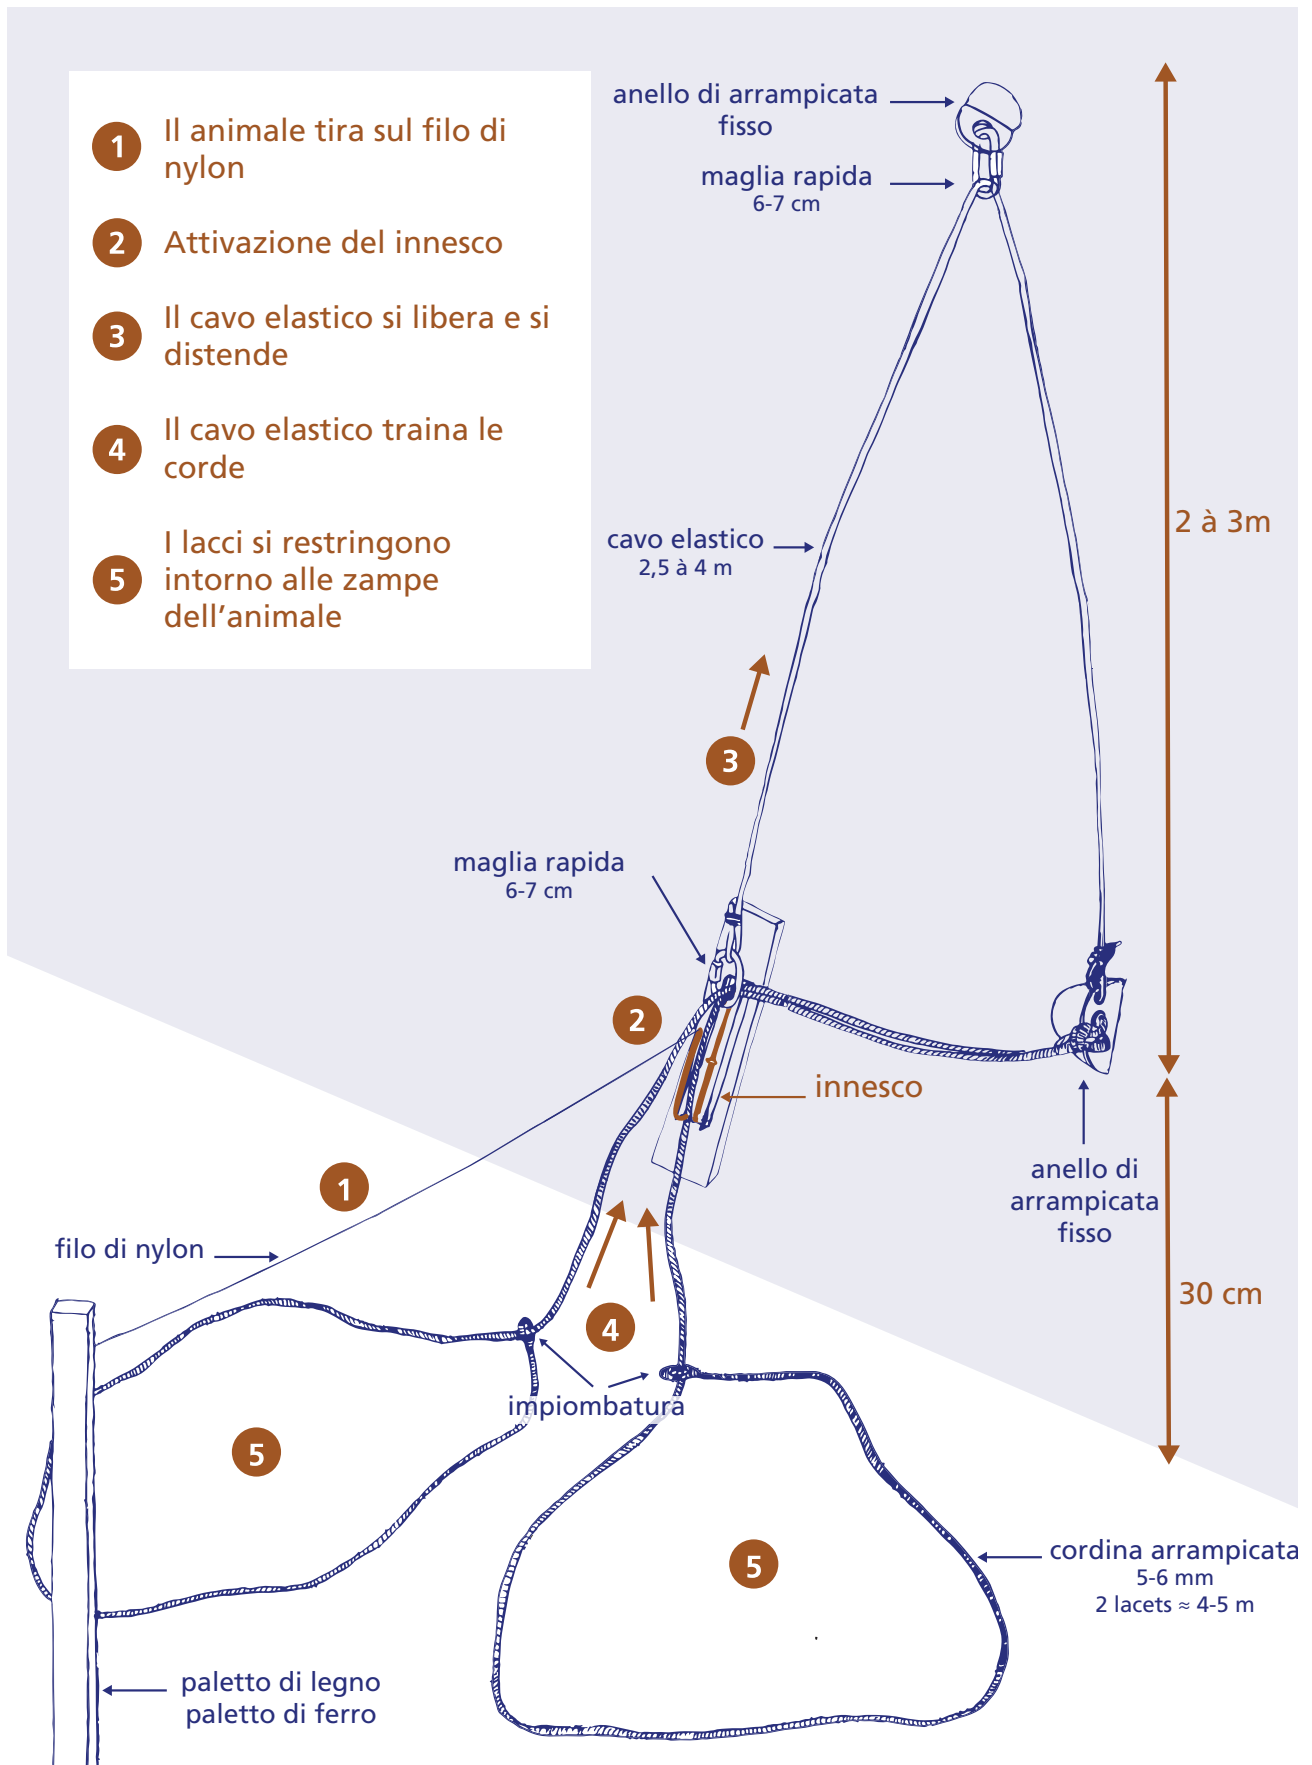 1 Il animale tira sul filo di
nylon
2 Attivazione del innesco
3 Il cavo elastico si libera e si
distende
4 Il cavo elastico traina le
corde
5 I lacci si restringono
intorno alle zampe
dell’animale
anello di arrampicata
fisso
maglia rapida
6-7 cm
2 à 3m
cavo elastico
2,5 à 4 m
3
maglia rapida
6-7 cm
2
innesco
1
anello di
arrampicata
fisso
filo di nylon
30 cm
4
impiombatura
5
5
cordina arrampicata
5-6 mm
2 lacets ≈ 4-5 m
paletto di legno
paletto di ferro